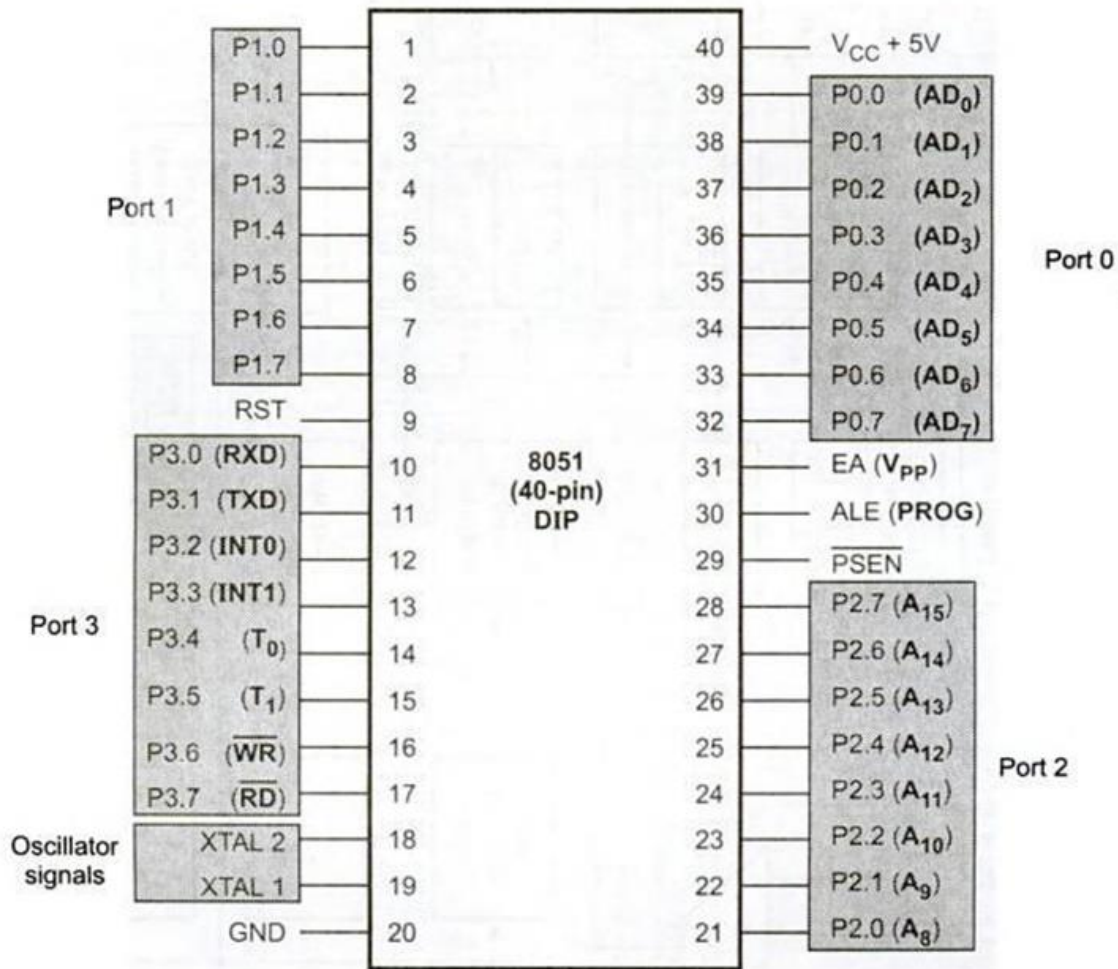 P1.0 1 40 VCC + 5V
P1.1 2 39 P0.0 (AD0)
P1.2 3 38 P0.1 (AD1)
P1.3 4 37 P0.2 (AD2)
Port 1
P1.4 5 36 P0.3 (AD3)
Port 0
P1.5 6 35 P0.4 (AD4)
P1.6 7 34 P0.5 (AD5)
P1.7 8 33 P0.6 (AD6)
RST 9 32 P0.7 (AD7)
P3.0 (RXD) 10 8051 31 EA (VPP)
(40-pin)
P3.1 (TXD) 11 DIP 30 ALE (PROG)
P3.2 (INT0) 12 29 PSEN
P3.3 (INT1) 13 28 P2.7 (A15)
Port 3
P3.4 (T0) 14 27 P2.6 (A14)
P3.5 (T1) 15 26 P2.5 (A13)
P3.6 (WR) 16 25 P2.4 (A12)
Port 2
P3.7 (RD) 17 24 P2.3 (A11)
Oscillator
signals
XTAL 2 18 23 P2.2 (A10)
XTAL 1 19 22 P2.1 (A9)
GND 20 21 P2.0 (A8)